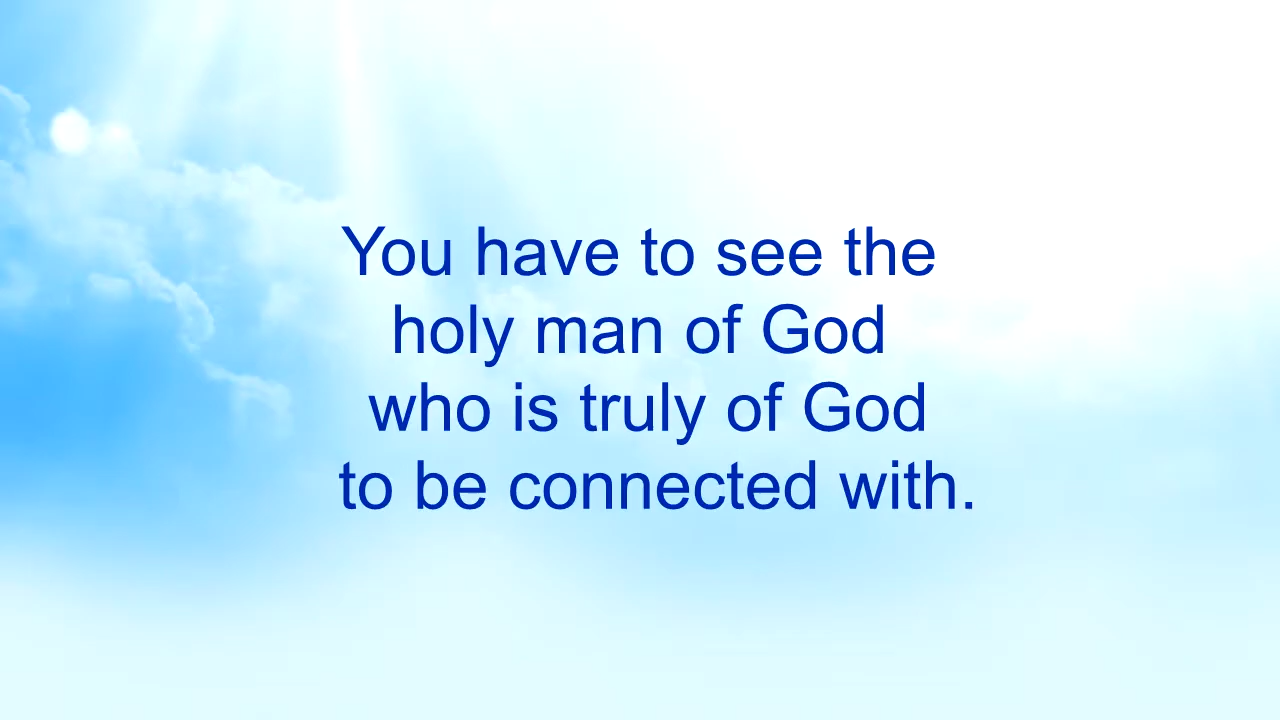 You have to see the
holy man of God
who is truly of God
to be connected with.